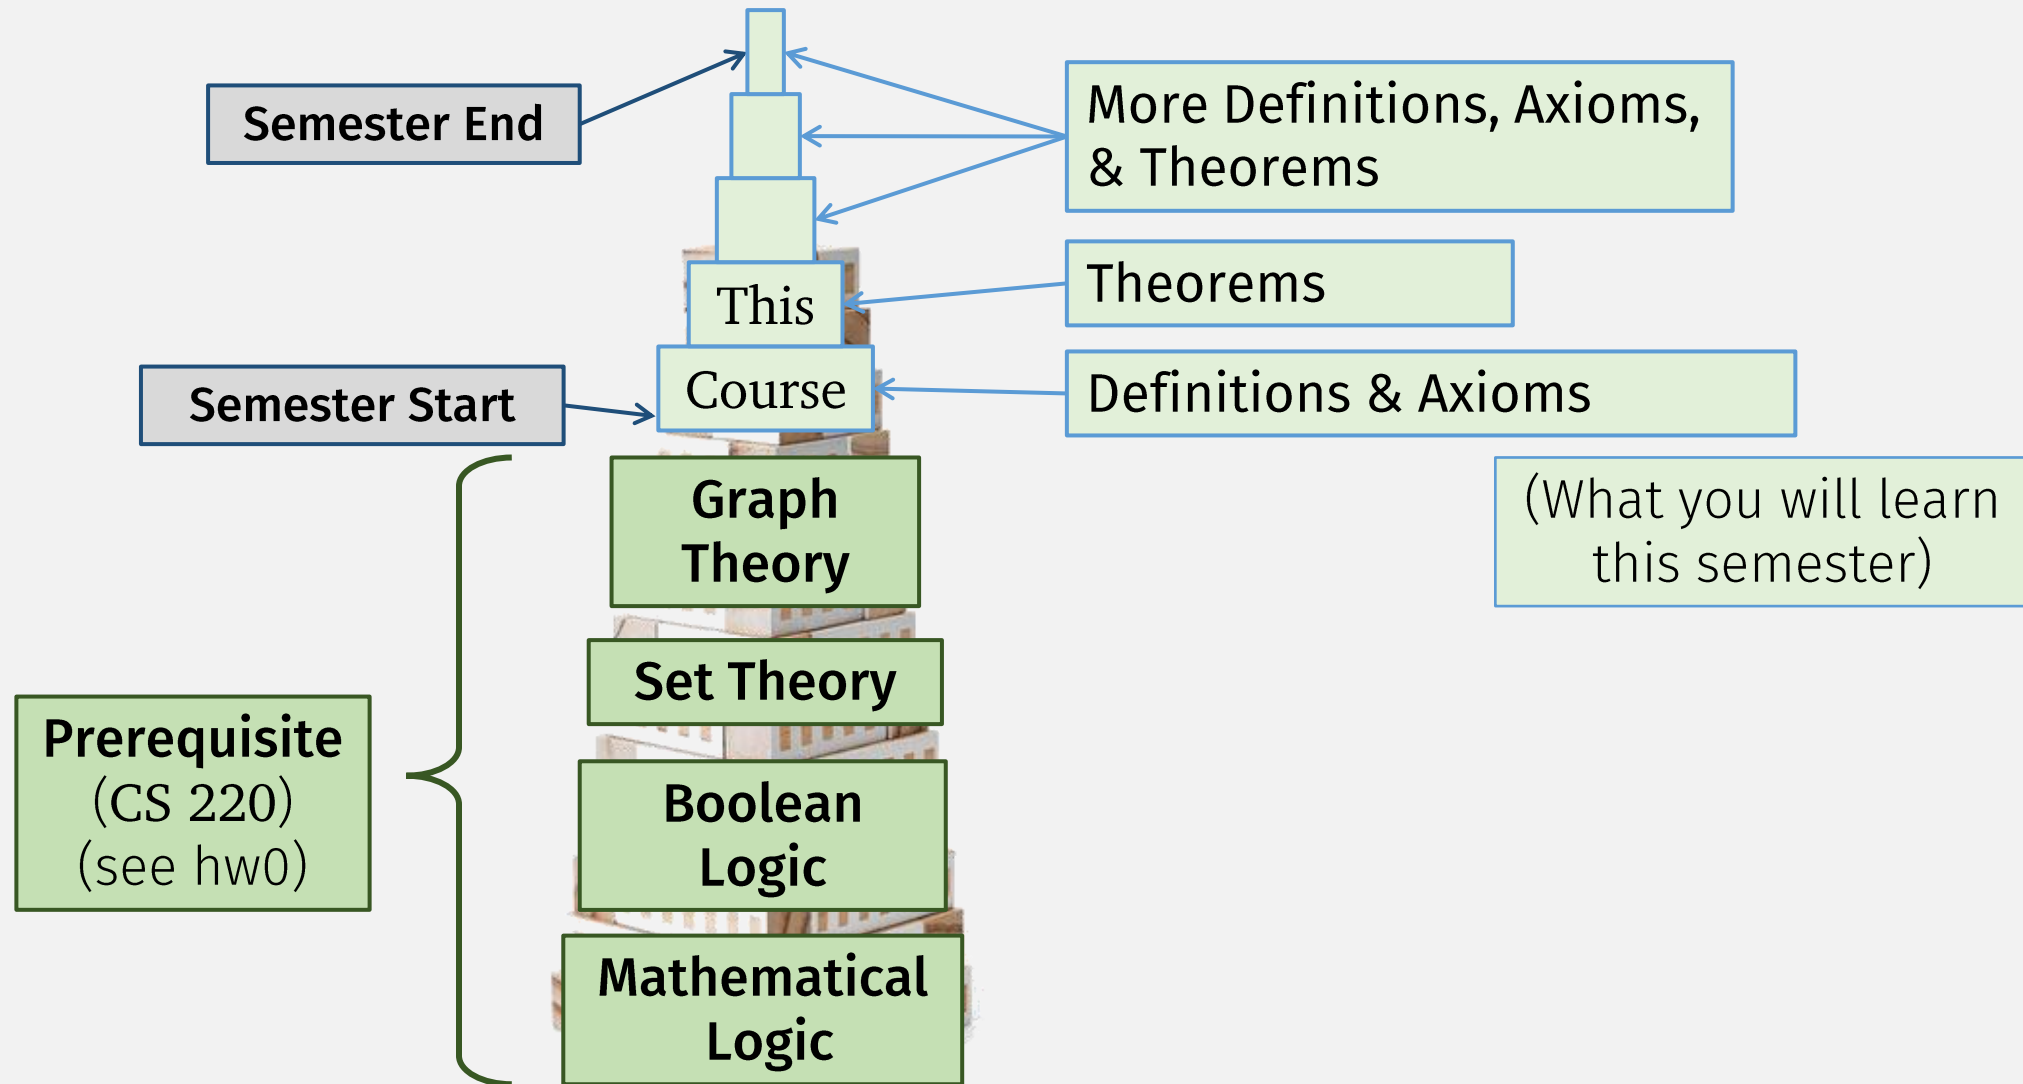 Semester End
More Definitions, Axioms,
& Theorems
This
Theorems
Course
Semester Start
Definitions & Axioms
(What you will learn
this semester)
Graph
Theory
Set Theory
Prerequisite
(CS 220)
(see hw0)
Boolean
Logic
Mathematical
Logic